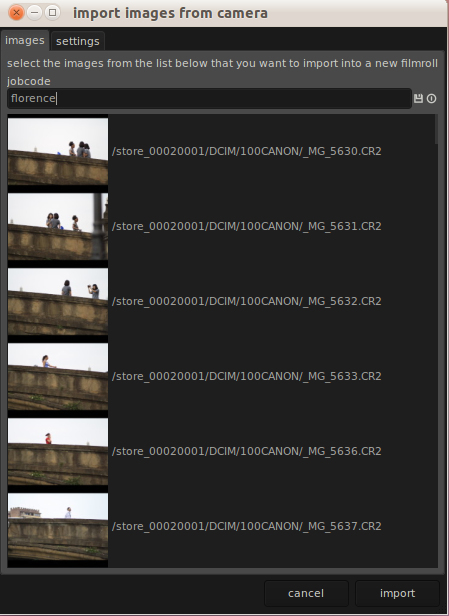 import images from camera
images settings
select the images from the list below that you want to import into a new filmroll
jobcode
florence
/store_00020001/DCIM/100CANON/_MG_5630.CR2
/store_00020001/DCIM/100CANON/_MG_5631.CR2
/store_00020001/DCIM/100CANON/_MG_5632.CR2
/store_00020001/DCIM/100CANON/_MG_5633.CR2
/store_00020001/DCIM/100CANON/_MG_5636.CR2
/store_00020001/DCIM/100CANON/_MG_5637.CR2
cancel import